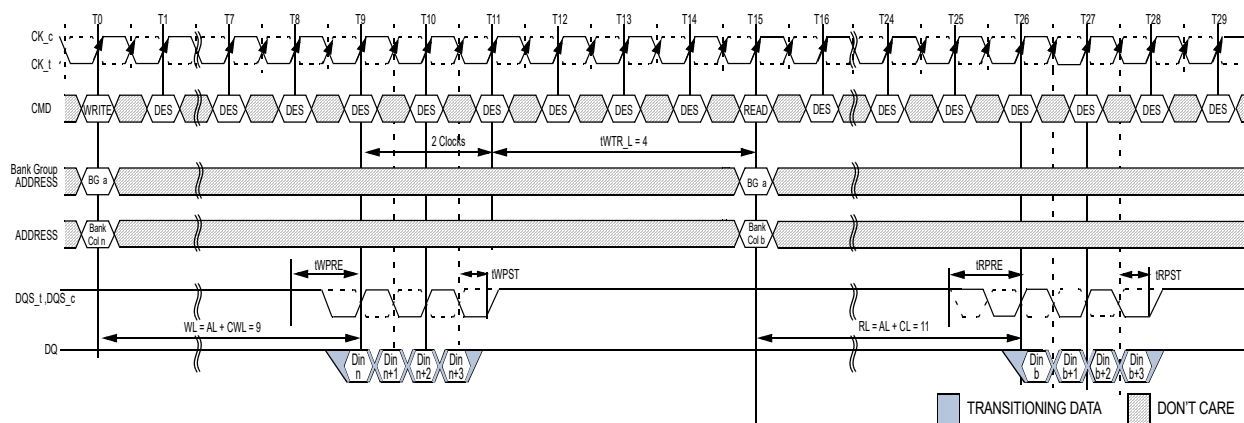 T0 T1 T7 T8 T9 T10 T11 T12 T13 T14 T15 T16 T24 T25 T26 T27 T28 T29
CK_c
CK_t
CMD WRITE DES DES DES DES DES DES DES DES DES READ DES DES DES DES DES DES DES
2 Clocks tWTR_L = 4
Bank Group
ADDRESS BG a BG a
ADDRESS Bank
Col n Bank
Col b
tWPRE tWPST tRPRE tRPST
DQS_t ,DQS_c
WL = AL + CWL = 9 RL = AL + CL = 11
DQ Din
n Din
n+1 Din
n+2 Din
n+3 Din
b Din
b+1 Din
b+2 Din
b+3
TRANSITIONING DATA DON'T CARE